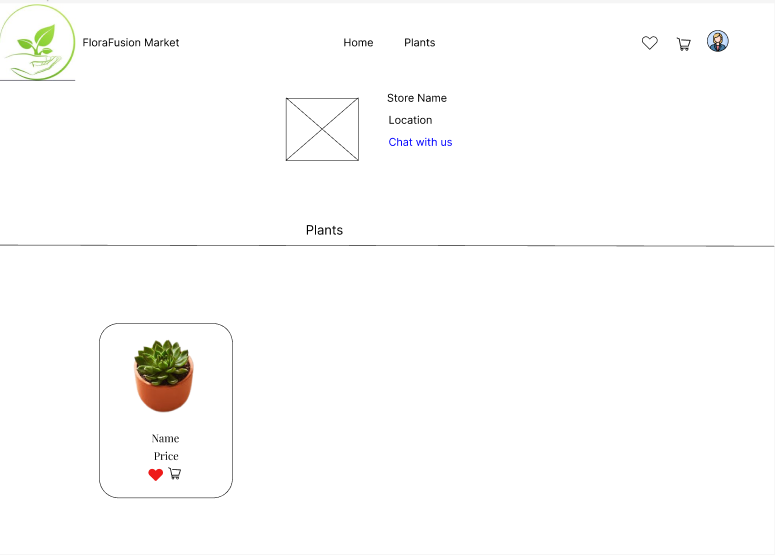 FloraFusion Market
Home
Plants
Store Name
Location
Chat with us
Plants
Name
Price